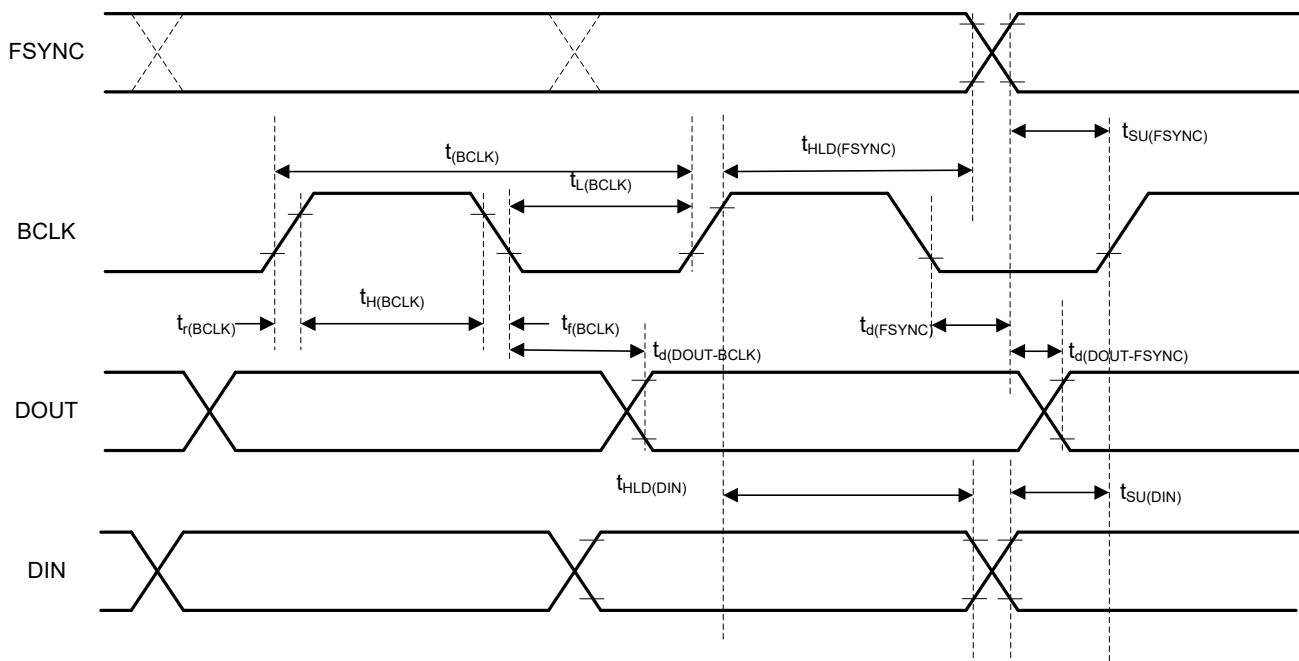 FSYNC
t(BCLK)
tHLD(FSYNC)
tSU(FSYNC)
tL(BCLK)
BCLK
tr(BCLK)
tH(BCLK)
tf(BCLK)
td(FSYNC)
td(DOUT-BCLK)
td(DOUT-FSYNC)
DOUT
tHLD(DIN)
tSU(DIN)
DIN